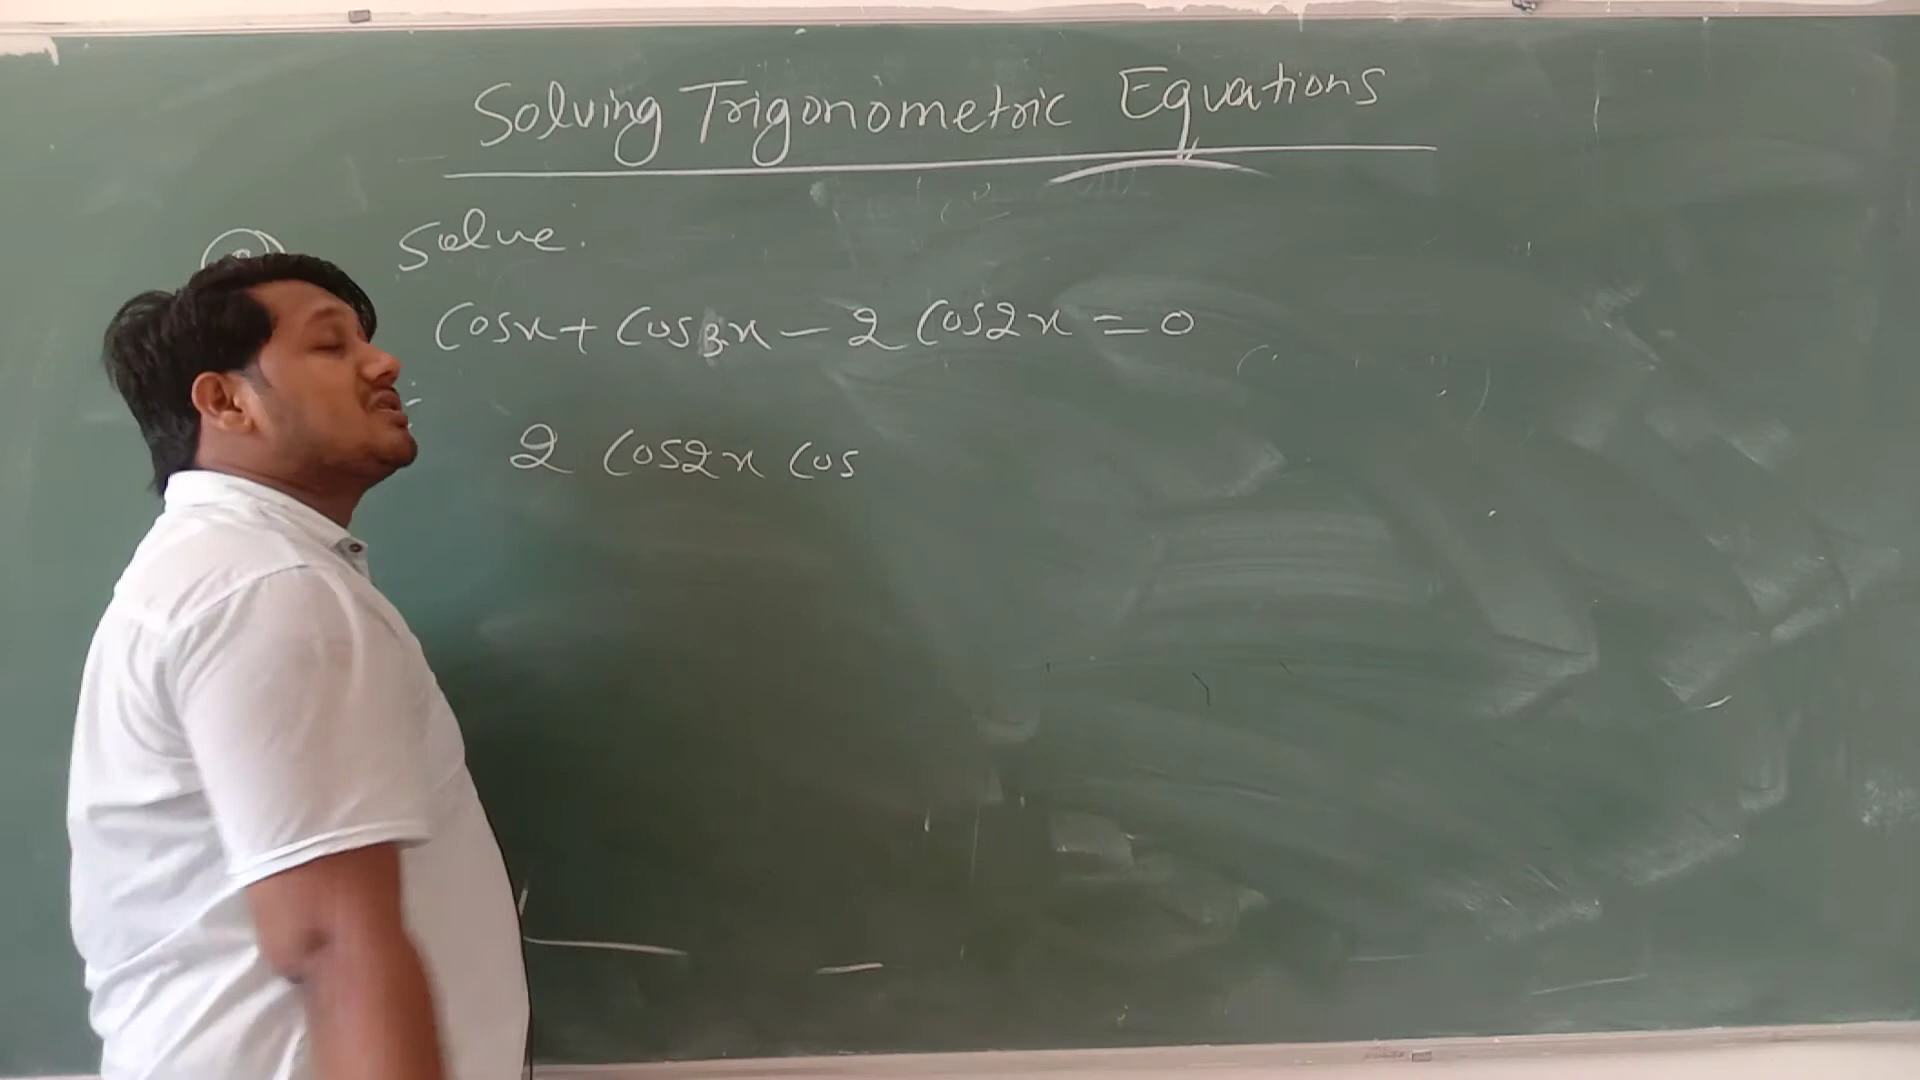 Solving Trigonometric Equations
Solve:
Cosx + Cos3x - 2 Cos2x = 0
2 Cos2x Cos